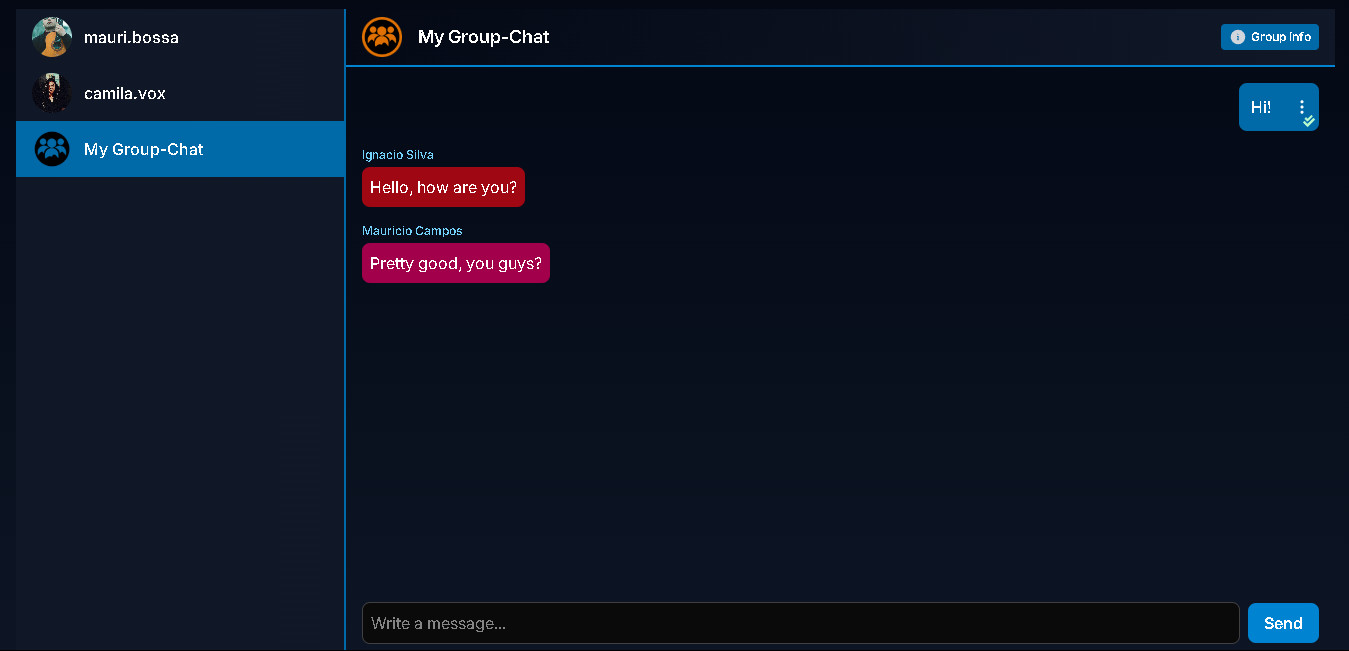 mauri.bossa
camila.vox
My Group-Chat
My Group-Chat
Group info
Hi!
Ignacio Silva
Hello, how are you?
Mauricio Campos
Pretty good, you guys?
Write a message...
Send